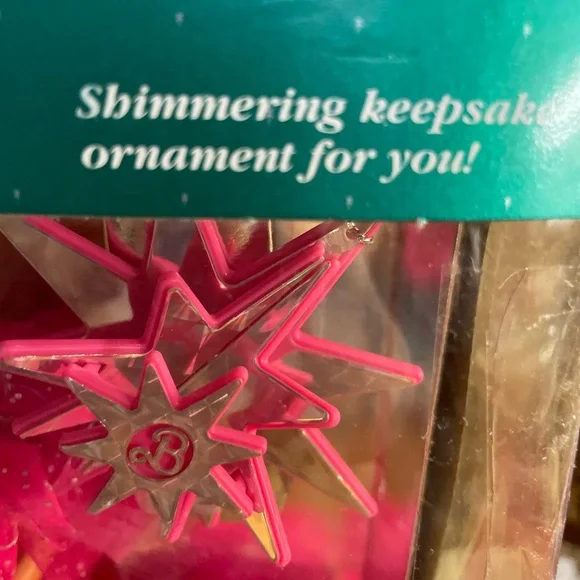 Shimmering keepsake
ornament for you!
B